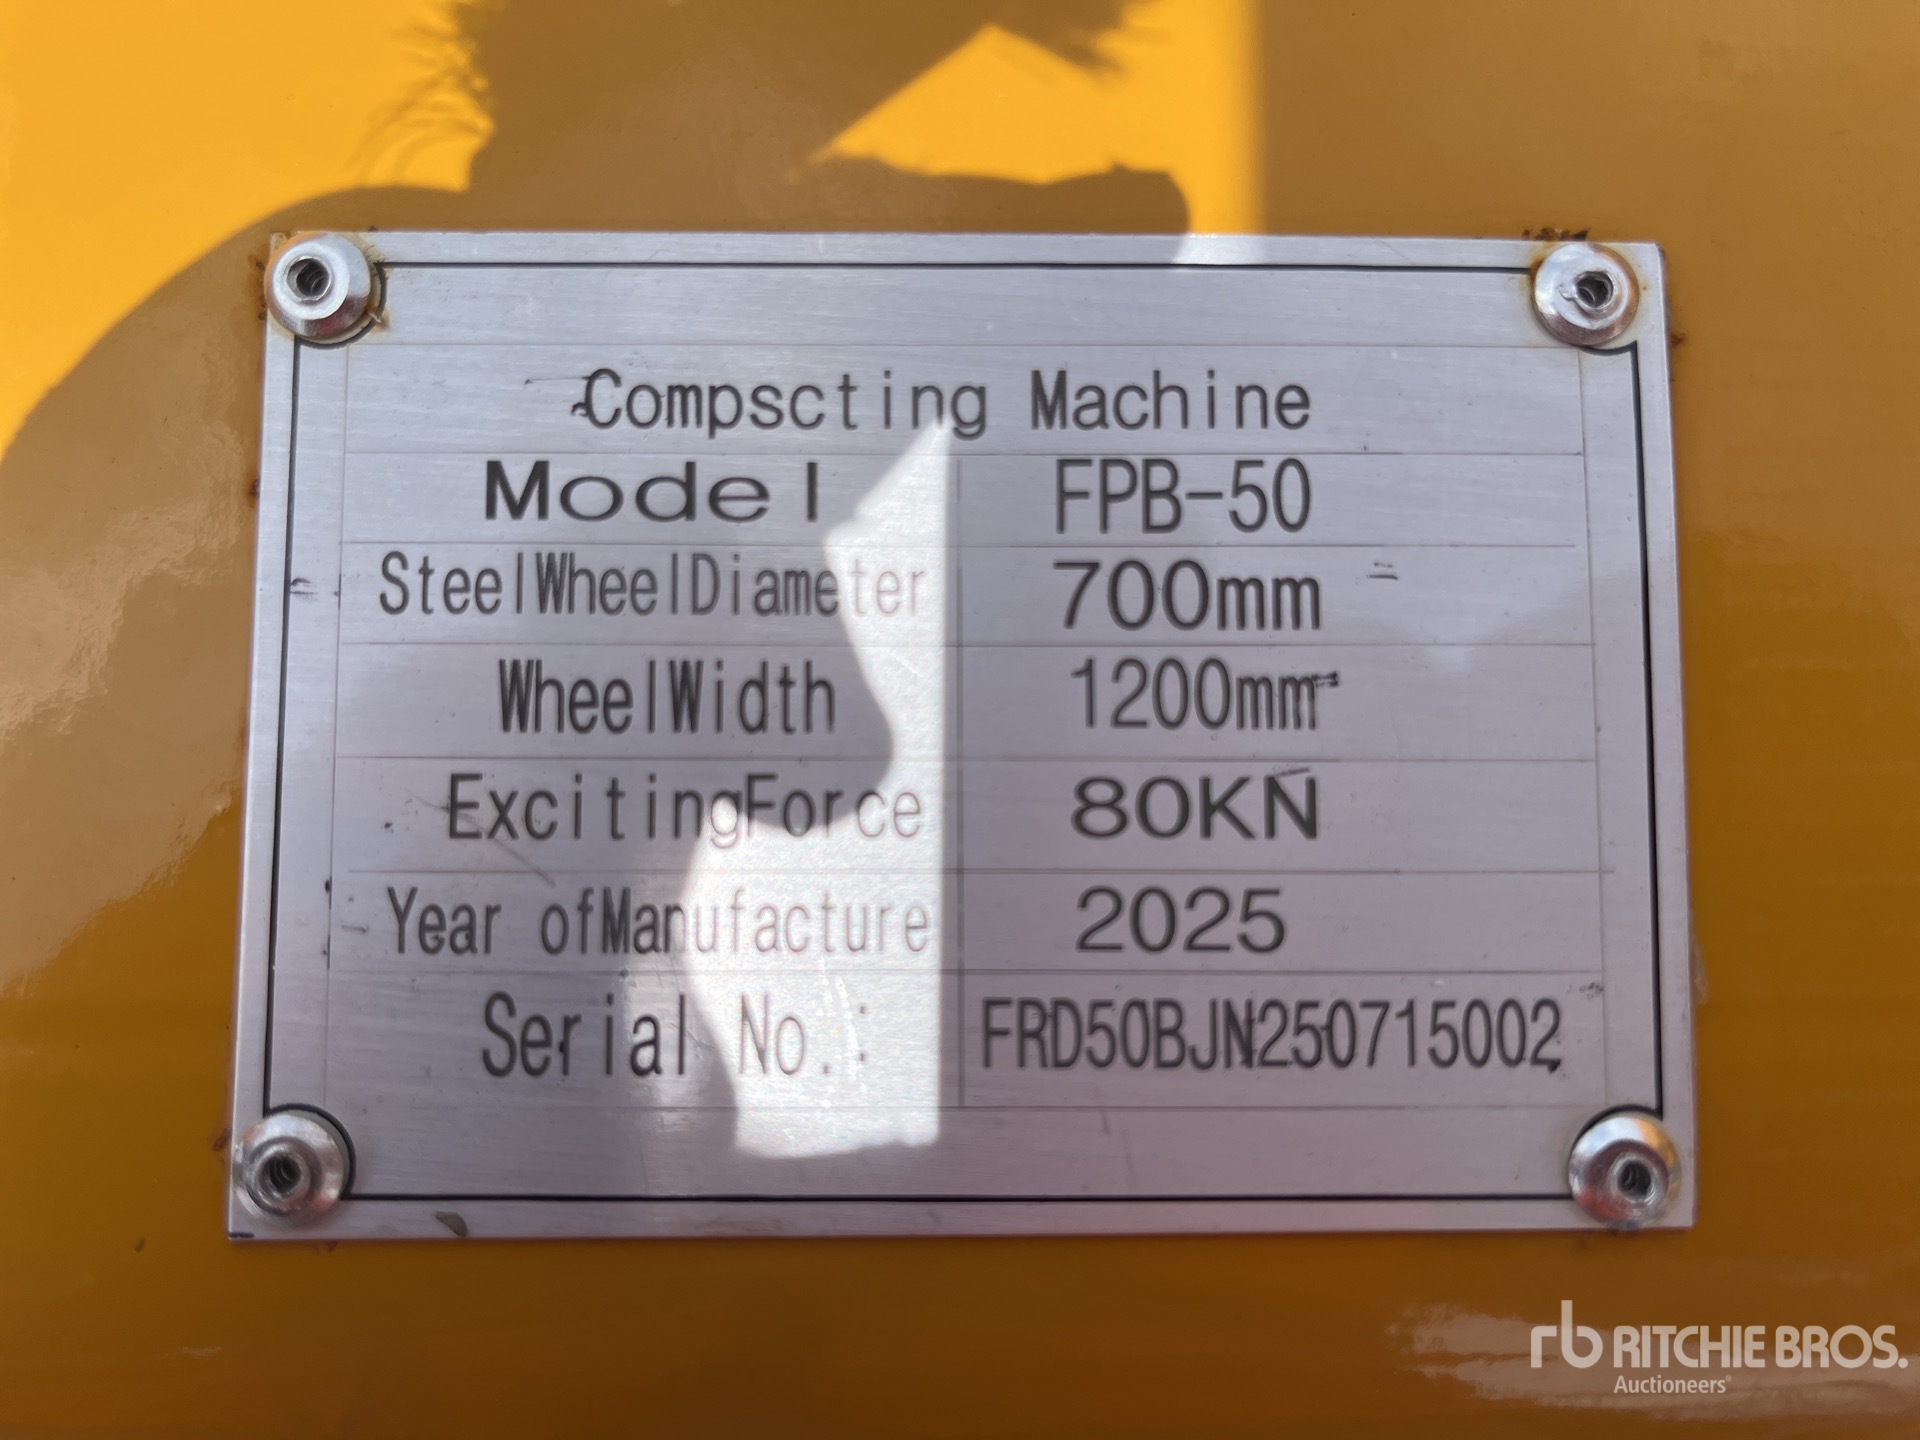 Compscting Machine
Model FPB-50
SteelWheelDiameter 700mm
WheelWidth 1200mm
ExcitingForce 80KN
Year ofManufacture 2025
Serial No.: FRD50BJN250715002
rb RITCHIE BROS.
Auctioneers